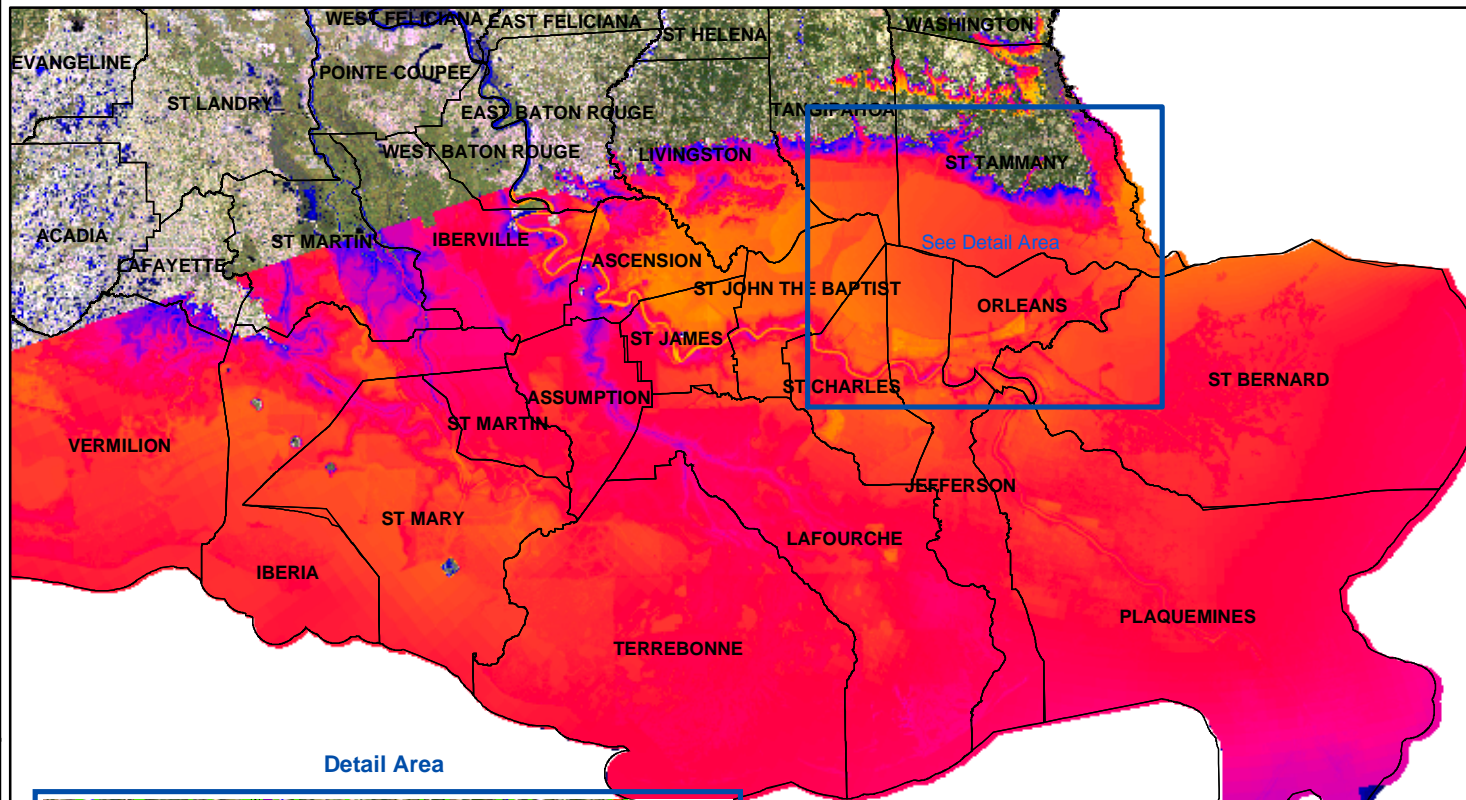 WEST FELICIANA
EAST FELICIANA
ST HELENA
WASHINGTON
EVANGELINE
POINTE COUPEE
ST LANDRY
EAST BATON ROUGE
TANGIPAHOA
WEST BATON ROUGE
LIVINGSTON
ST TAMMANY
ACADIA
ST MARTIN
IBERVILLE
See Detail Area
LAFAYETTE
ASCENSION
ST JOHN THE BAPTIST
ORLEANS
ST JAMES
ST BERNARD
ST CHARLES
ASSUMPTION
ST MARTIN
VERMILION
JEFFERSON
ST MARY
LAFOURCHE
IBERIA
PLAQUEMINES
TERREBONNE
Detail Area